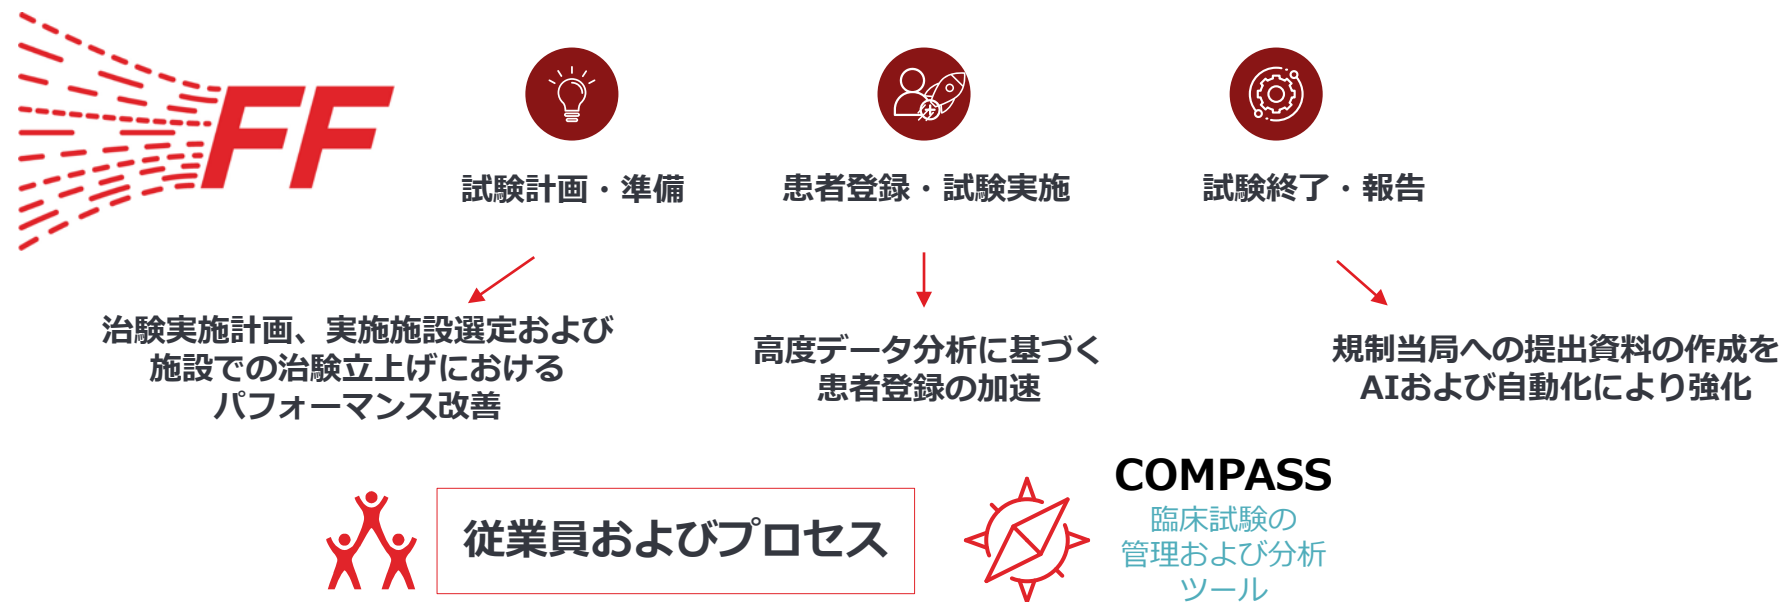 FF
試験計画・準備
患者登録・試験実施
試験終了・報告
治験実施計画、実施施設選定および
施設での治験立上げにおける
パフォーマンス改善
高度データ分析に基づく
患者登録の加速
規制当局への提出資料の作成を
AIおよび自動化により強化
従業員およびプロセス
COMPASS
臨床試験の
管理および分析
ツール